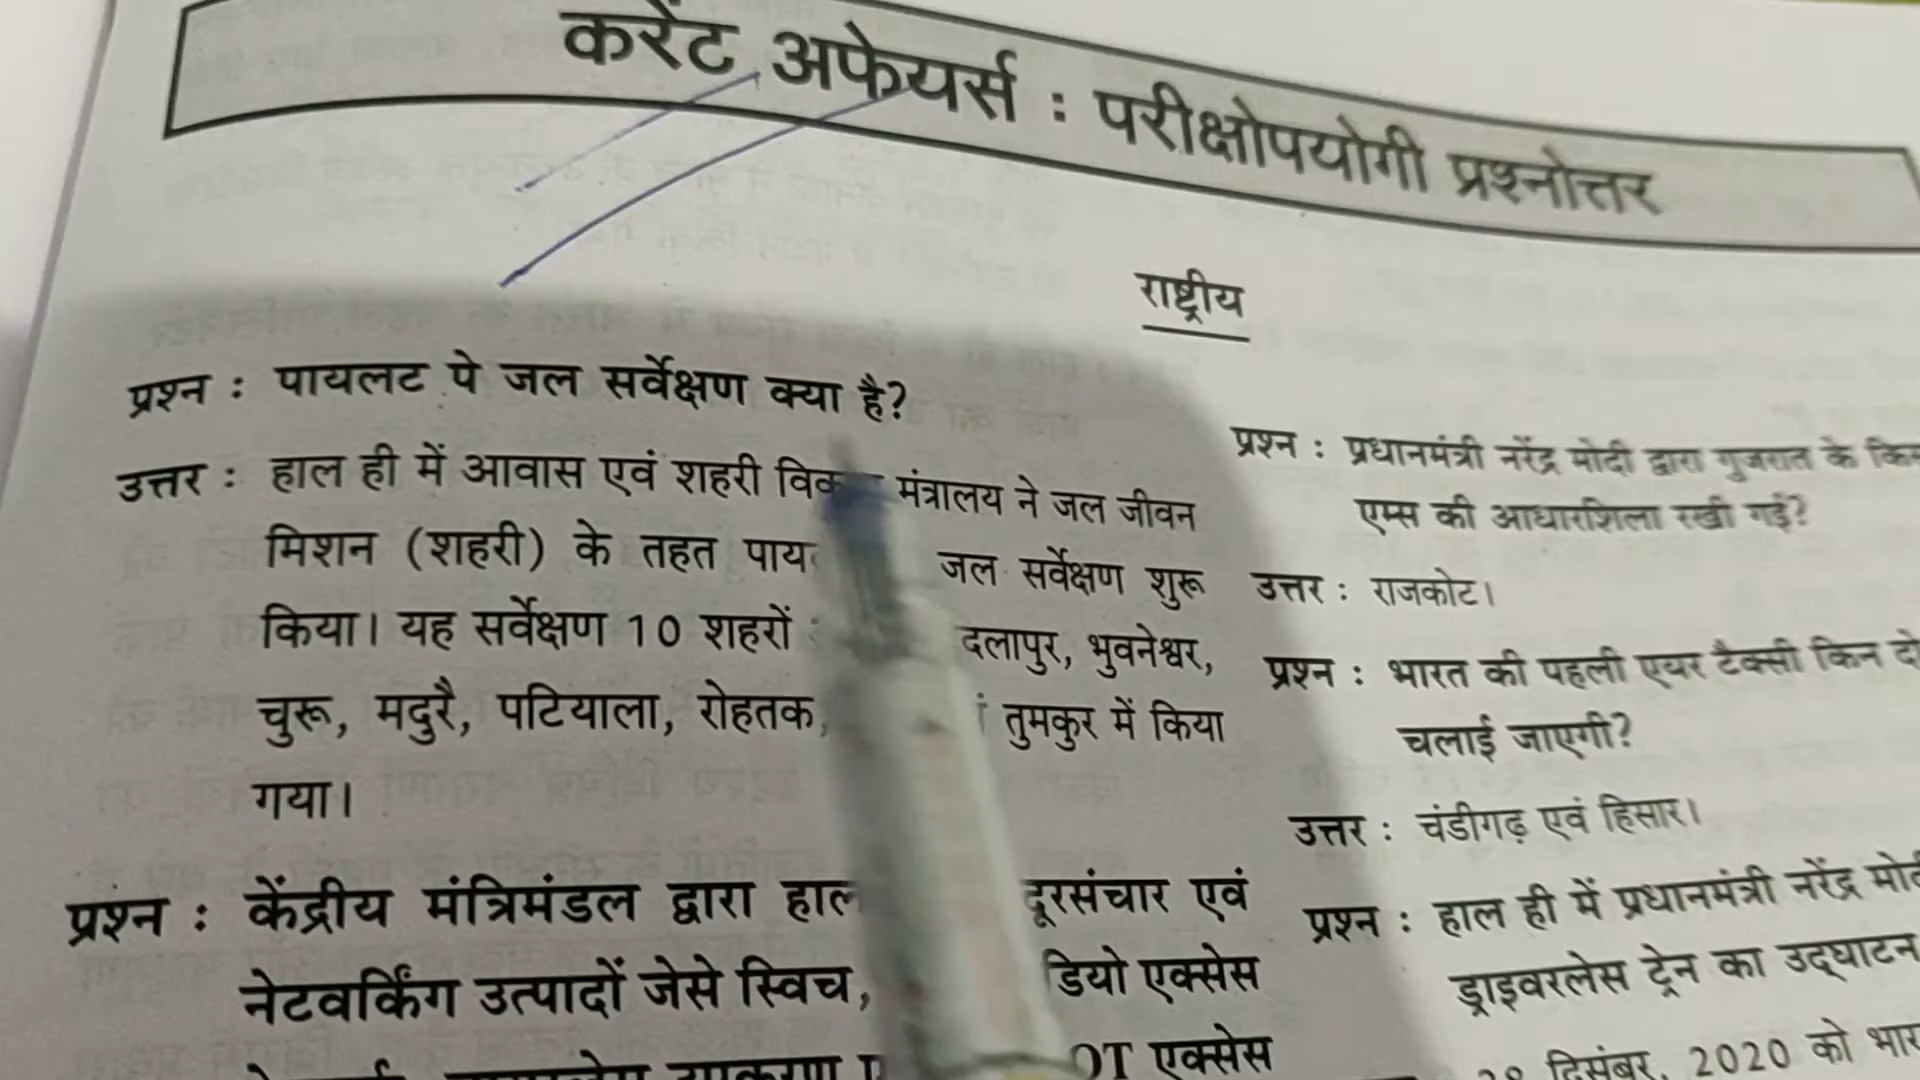 करेंट अफेयर्स : परीक्षोपयोगी प्रश्नोत्तर
राष्ट्रीय
प्रश्न : पायलट पे जल सर्वेक्षण क्या है?
उत्तर : हाल ही में आवास एवं शहरी मंत्रालय ने जल जीवन
मिशन (शहरी) के तहत जल सर्वेक्षण शुरू
किया। यह सर्वेक्षण 10 शहरों भुवनेश्वर,
चुरू, मदुरै, पटियाला, रोहतक, तुमकुर में किया
गया।
प्रश्न : केंद्रीय मंत्रिमंडल द्वारा दूरसंचार एवं
नेटवर्किंग उत्पादों जेसे स्विच, एक्सेस
एक्सेस
प्रश्न : प्रधानमंत्री नरेंद्र मोदी द्वारा गुजरात के
एम्स की आधारशिला रखी गई?
उत्तर : राजकोट।
प्रश्न : भारत की पहली एयर टैक्सी किन दो
चलाई जाएगी?
उत्तर : चंडीगढ़ एवं हिसार।
प्रश्न : हाल ही में प्रधानमंत्री नरेंद्र
ड्राइवरलेस ट्रेन का उद्घाटन
दिसंबर, 2020 को